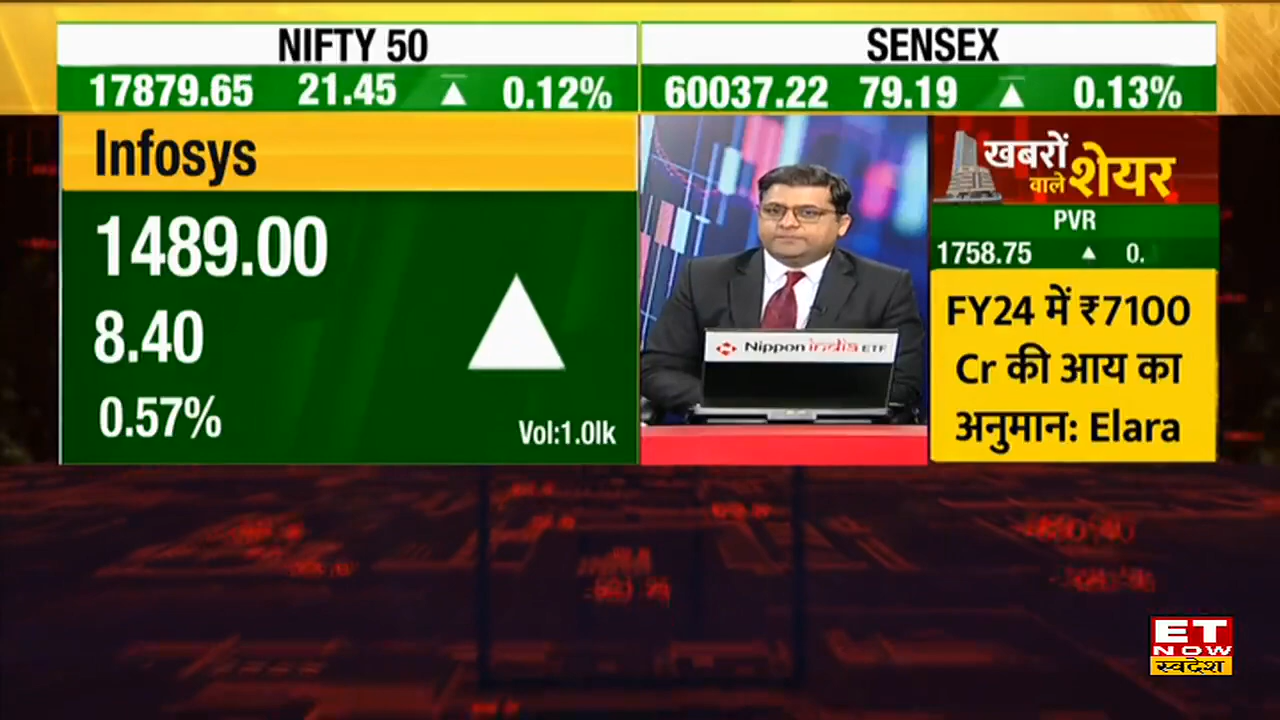 NIFTY 50
17879.65 21.45 ▲ 0.12%
SENSEX
60037.22 79.19 ▲ 0.13%
Infosys
1489.00
8.40
0.57%
Vol:1.0lk
Nippon india ETF
खबरों
वाले शेयर
PVR
1758.75 ▲ 0.
FY24 में ₹7100
Cr की आय का
अनुमान: Elara
ET
NOW
स्वदेश